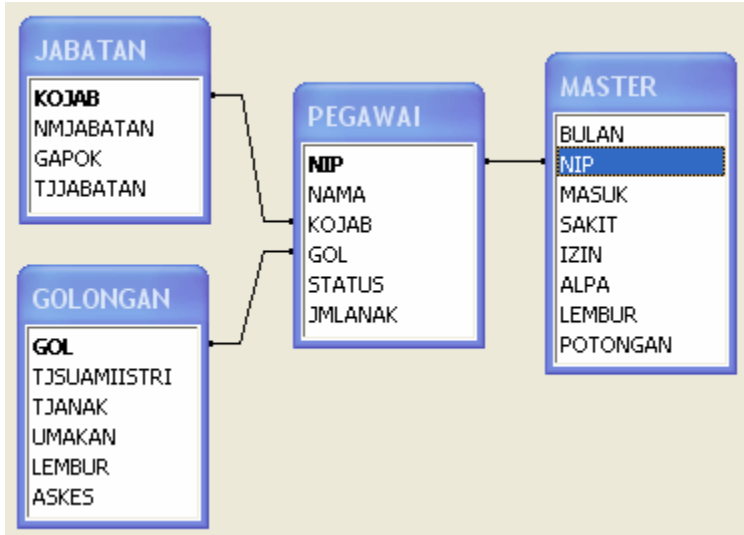 JABATAN
KOJAB
NMJABATAN
GAPOK
TJJABATAN
GOLONGAN
GOL
TJSUAMIISTRI
TJANAK
UMAKAN
LEMBUR
ASKES
PEGAWAI
NIP
NAMA
KOJAB
GOL
STATUS
JMLANAK
MASTER
BULAN
NIP
MASUK
SAKIT
IZIN
ALPA
LEMBUR
POTONGAN